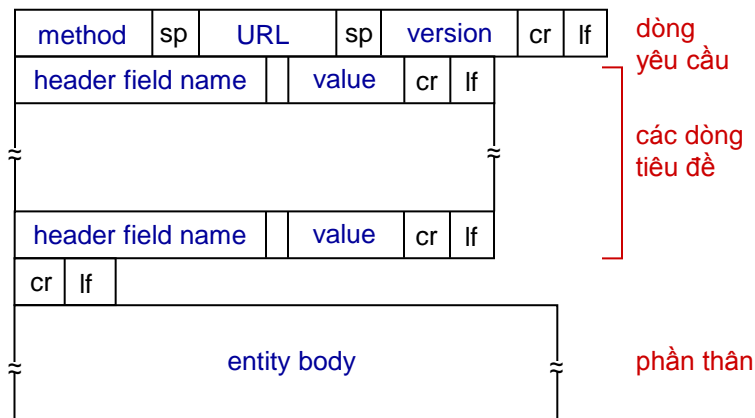 method sp URL sp version cr lf
dòng
yêu cầu
header field name value cr lf
các dòng
tiêu đề
header field name value cr lf
cr lf
entity body
phần thân